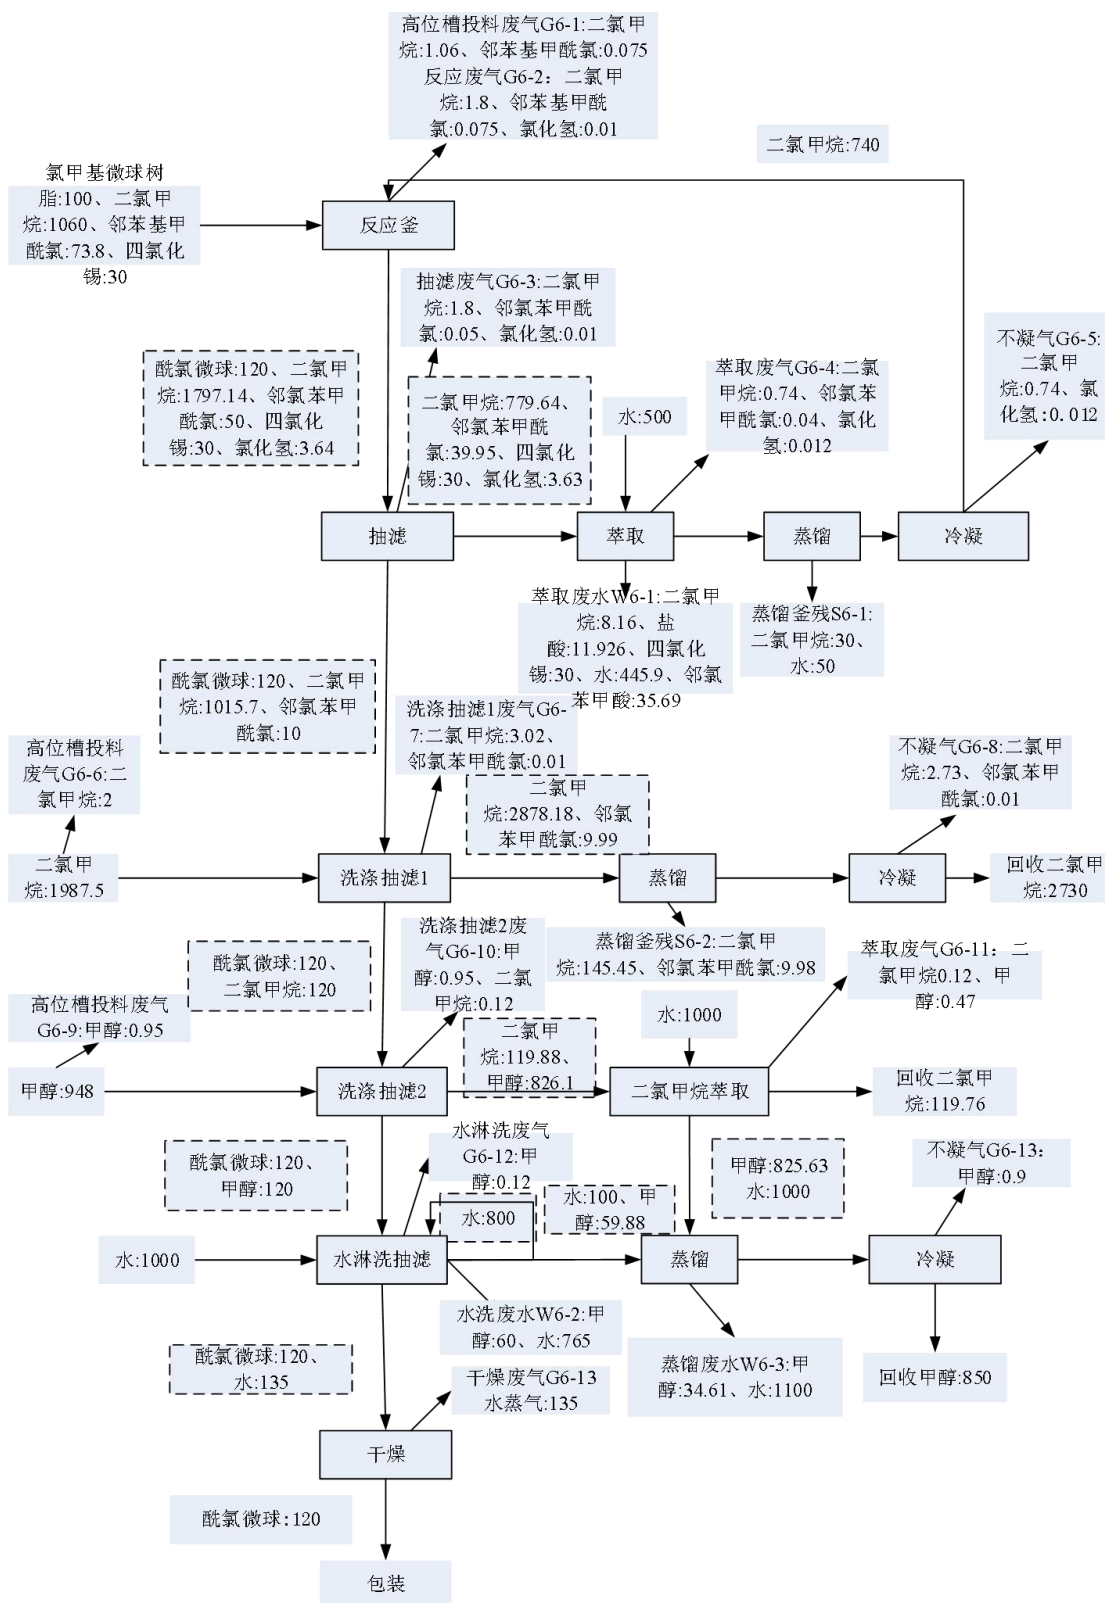 高位槽投料废气G6-1:二氯甲
烷:1.06、邻苯基甲酰氯:0.075
反应废气G6-2：二氯甲
烷:1.8、邻苯基甲酰
氯:0.075、氯化氢:0.01
二氯甲烷:740
氯甲基微球树
脂:100、二氯甲
烷:1060、邻苯基甲
酰氯:73.8、四氯化
锡:30
反应釜
抽滤废气G6-3:二氯甲
烷:1.8、邻氯苯甲酰
氯:0.05、氯化氢:0.01
酰氯微球:120、二氯甲
烷:1797.14、邻氯苯甲
酰氯:50、四氯化
锡:30、氯化氢:3.64
二氯甲烷:779.64、
邻氯苯甲酰
氯:39.95、四氯化
锡:30、氯化氢:3.63
水:500
萃取废气G6-4:二氯
甲烷:0.74、邻氯苯
甲酰氯:0.04、氯化
氢:0.012
不凝气G6-5:
二氯甲
烷:0.74、氯
化氢:0.012
抽滤
萃取
蒸馏
冷凝
萃取废水W6-1:二氯甲
烷:8.16、盐
酸:11.926、四氯化
锡:30、水:445.9、邻氯
苯甲酸:35.69
蒸馏釜残S6-1:
二氯甲烷:30、
水:50
酰氯微球:120、二氯甲
烷:1015.7、邻氯苯甲
酰氯:10
洗涤抽滤1废气G6-
7:二氯甲烷:3.02、
邻氯苯甲酰氯:0.01
高位槽投料
废气G6-6:二
氯甲烷:2
二氯甲
烷:2878.18、邻氯
苯甲酰氯:9.99
不凝气G6-8:二氯甲
烷:2.73、邻氯苯甲
酰氯:0.01
二氯甲
烷:1987.5
洗涤抽滤1
蒸馏
冷凝
回收二氯甲
烷:2730
蒸馏釜残S6-2:二氯甲
烷:145.45、邻氯苯甲酰氯:9.98
酰氯微球:120、
二氯甲烷:120
洗涤抽滤2废
气G6-10:甲
醇:0.95、二氯
甲烷:0.12
萃取废气G6-11：二
氯甲烷0.12、甲
醇:0.47
高位槽投料废气
G6-9:甲醇:0.95
二氯甲
烷:119.88、
甲醇:826.1
水:1000
甲醇:948
洗涤抽滤2
二氯甲烷萃取
回收二氯甲
烷:119.76
酰氯微球:120、
甲醇:120
水淋洗废气
G6-12:甲
醇:0.12
水:800
水:100、甲
醇:59.88
甲醇:825.63
水:1000
不凝气G6-13：
甲醇:0.9
水:1000
水淋洗抽滤
蒸馏
冷凝
水洗废水W6-2:甲
醇:60、水:765
酰氯微球:120、
水:135
蒸馏废水W6-3:甲
醇:34.61、水:1100
回收甲醇:850
干燥废气G6-13
水蒸气:135
干燥
酰氯微球:120
包装